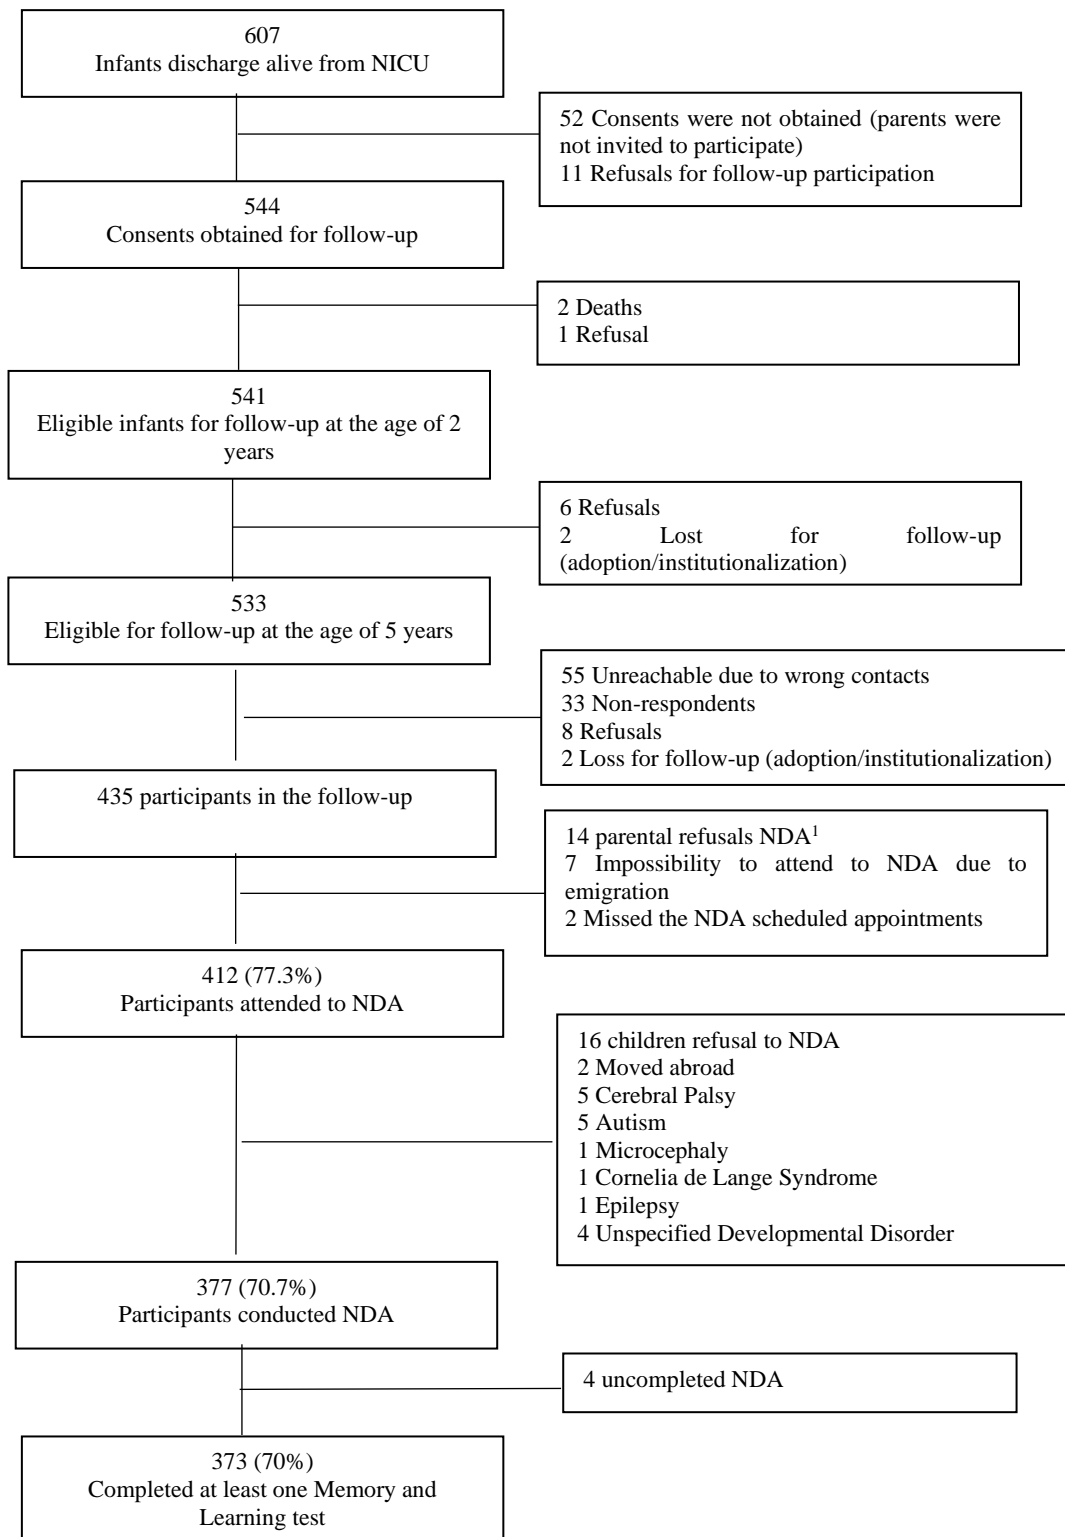 607
Infants discharge alive from NICU
52 Consents were not obtained (parents were
not invited to participate)
11 Refusals for follow-up participation
544
Consents obtained for follow-up
2 Deaths
1 Refusal
541
Eligible infants for follow-up at the age of 2
years
6 Refusals
2 Lost for follow-up
(adoption/institutionalization)
533
Eligible for follow-up at the age of 5 years
55 Unreachable due to wrong contacts
33 Non-respondents
8 Refusals
2 Loss for follow-up (adoption/institutionalization)
435 participants in the follow-up
14 parental refusals NDA¹
7 Impossibility to attend to NDA due to
emigration
2 Missed the NDA scheduled appointments
412 (77.3%)
Participants attended to NDA
16 children refusal to NDA
2 Moved abroad
5 Cerebral Palsy
5 Autism
1 Microcephaly
1 Cornelia de Lange Syndrome
1 Epilepsy
4 Unspecified Developmental Disorder
377 (70.7%)
Participants conducted NDA
4 uncompleted NDA
373 (70%)
Completed at least one Memory and
Learning test